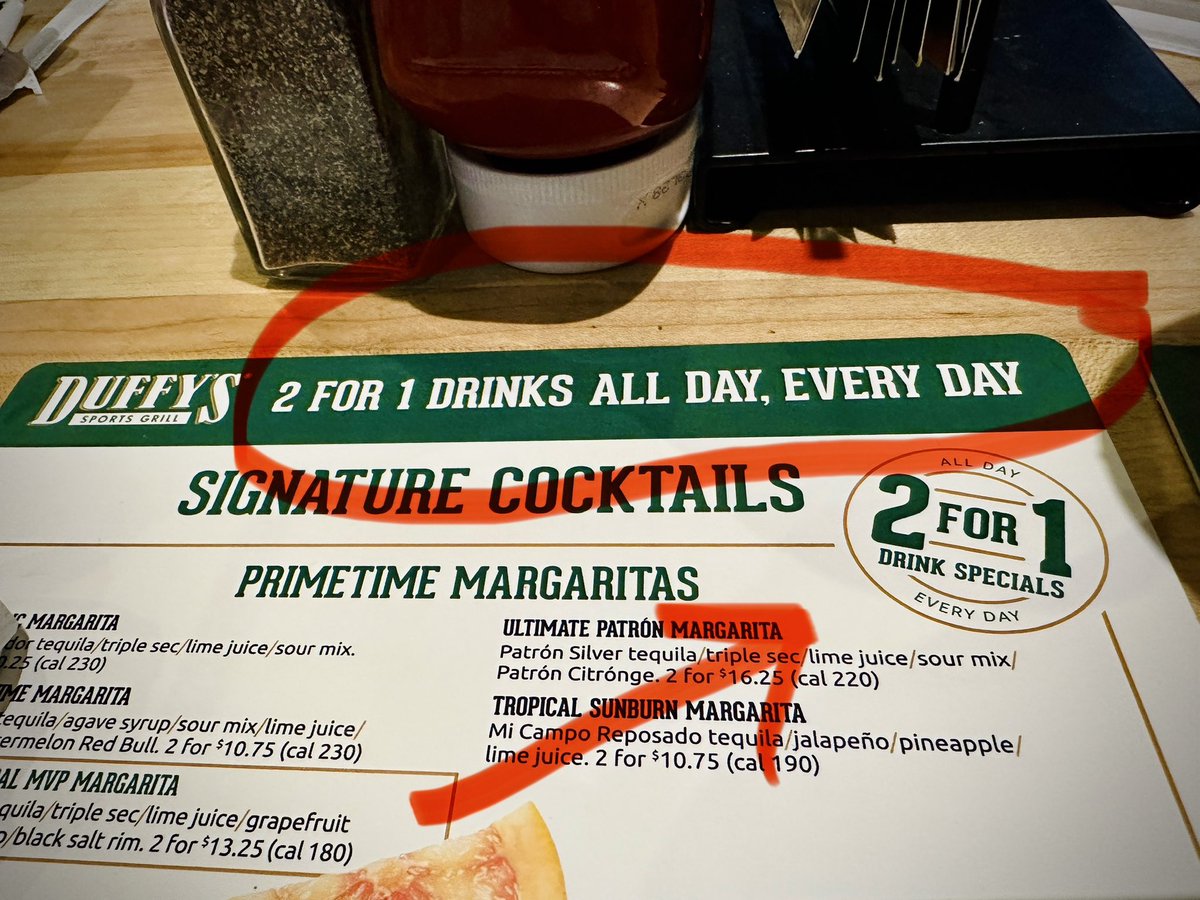 DUFFY'S
SPORTS GRILL
2 FOR 1 DRINKS ALL DAY, EVERY DAY
SIGNATURE COCKTAILS
ALL DAY
2 FOR 1
DRINK SPECIALS
EVERY DAY
PRIMETIME MARGARITAS
MARGARITA
tequila/triple sec/lime juice/sour mix.
.25 (cal 230)
MARGARITA
tequila/agave syrup/sour mix/lime juice/
Red Bull. 2 for $10.75 (cal 230)
MVP MARGARITA
/triple sec/lime juice/grapefruit
/black salt rim. 2 for $13.25 (cal 180)
ULTIMATE PATRÓN MARGARITA
Patrón Silver tequila/triple sec/lime juice/sour mix/
Patrón Citrónge. 2 for $16.25 (cal 220)
TROPICAL SUNBURN MARGARITA
Mi Campo Reposado tequila/jalapeño/pineapple/
lime juice. 2 for $10.75 (cal 190)